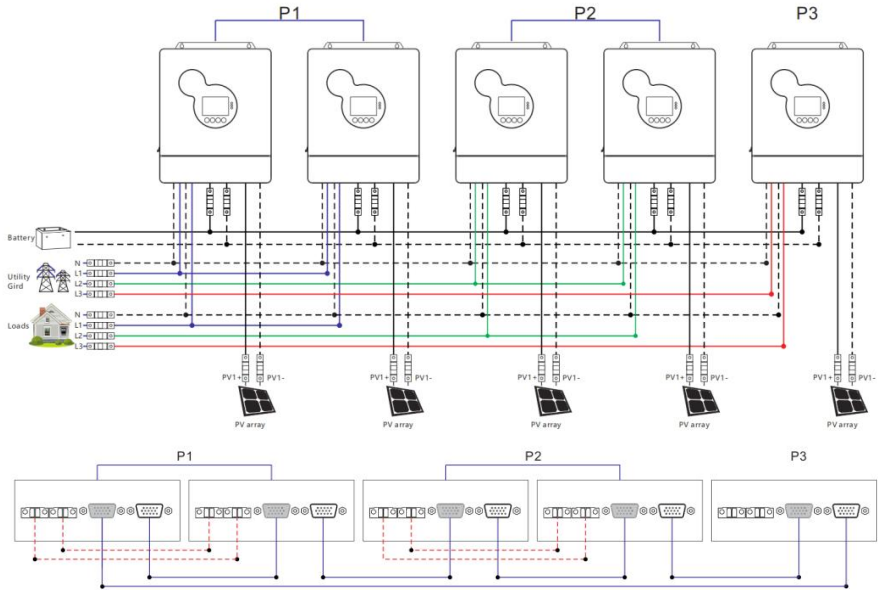 P1 P2 P3
Battery
N
L1
Utility
Gird
L2
L3
N
Loads
L1
L2
L3
PV1+ PV1- PV1+ PV1- PV1+ PV1- PV1+ PV1- PV1+ PV1-
PV array PV array PV array PV array PV array
P1 P2 P3